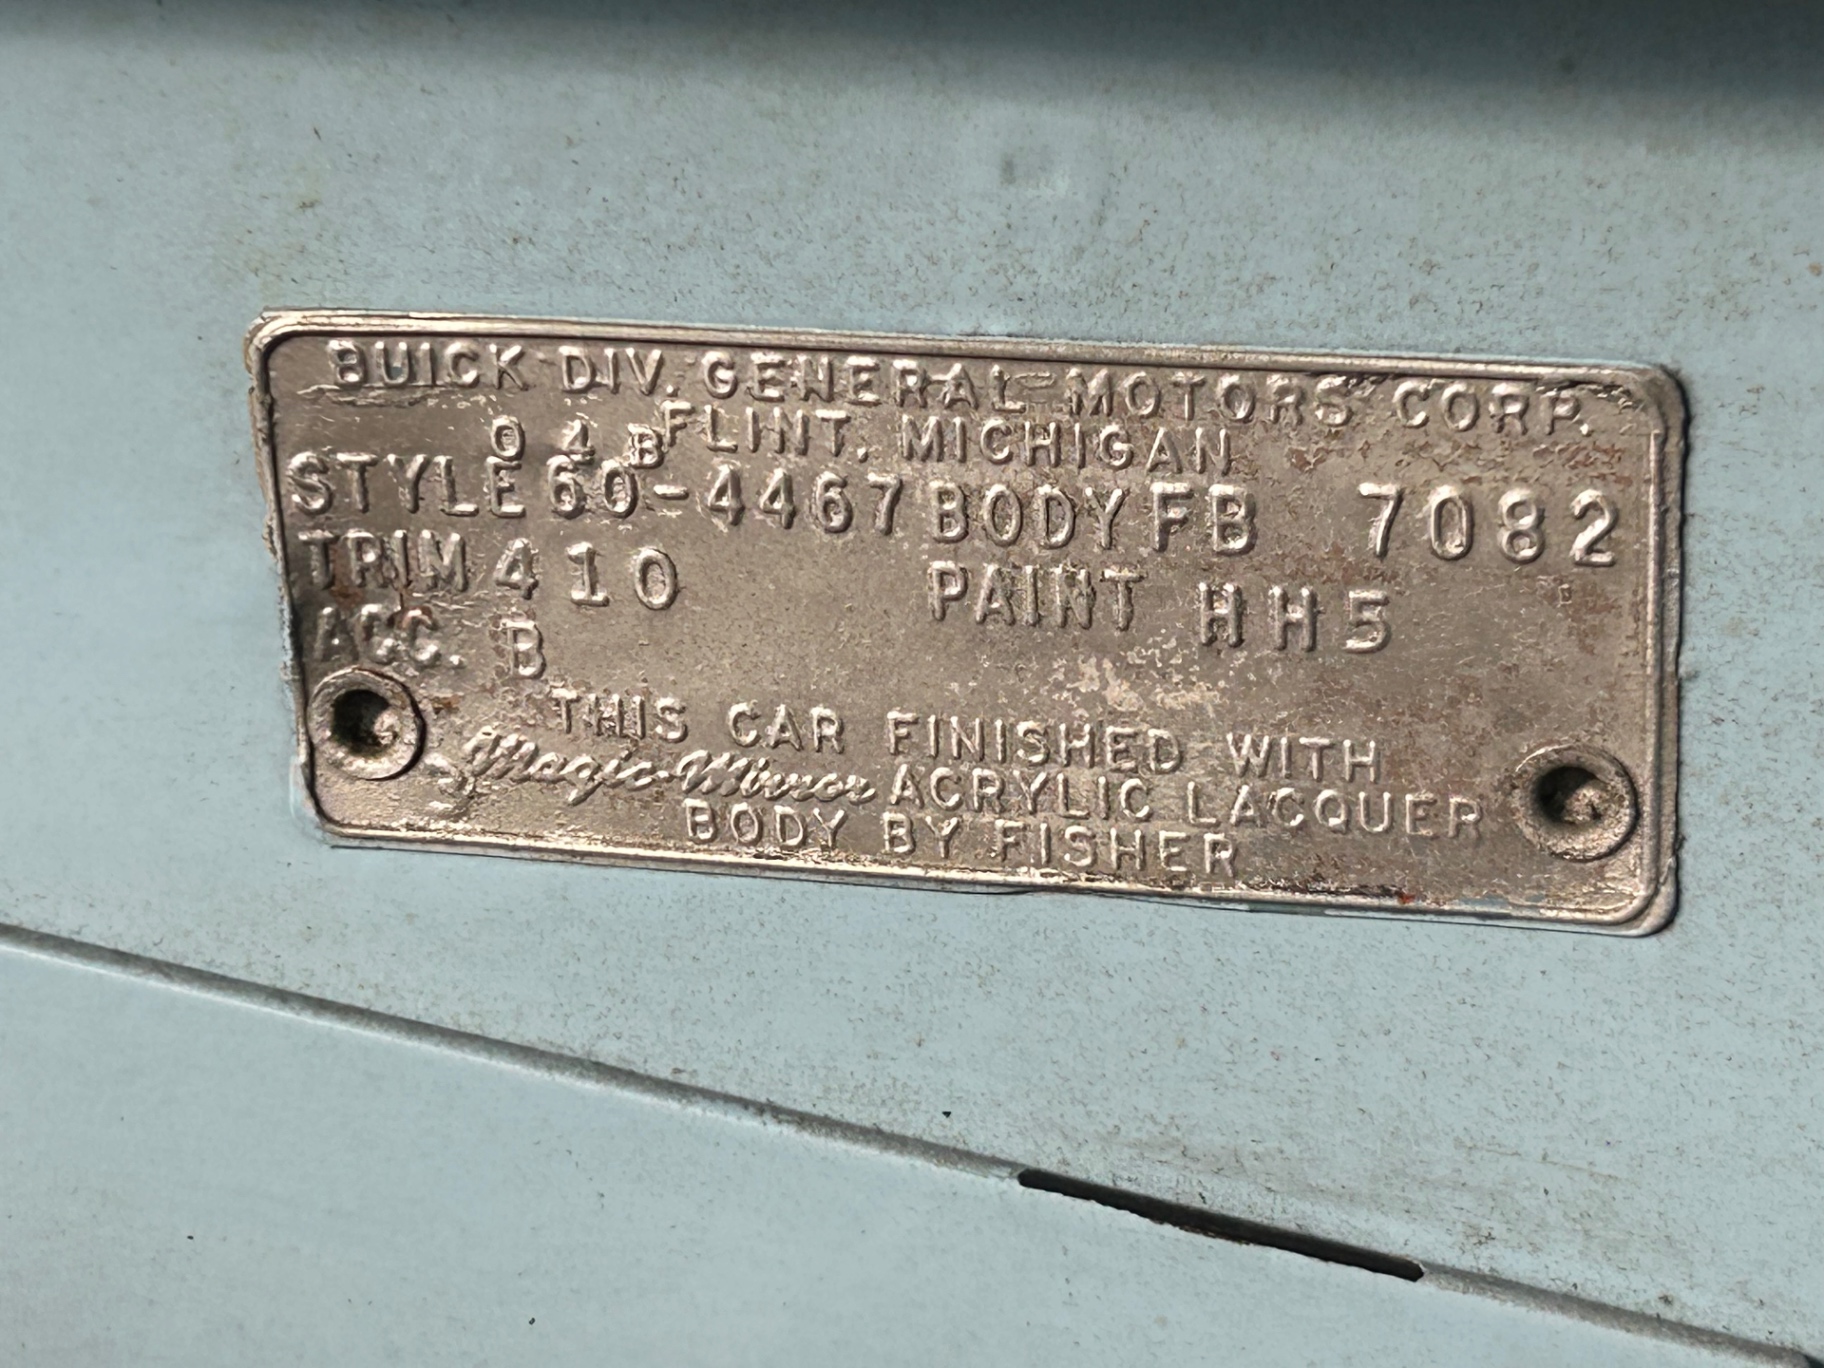 BUICK DIV. GENERAL MOTORS CORP.
04B FLINT, MICHIGAN
STYLE 60-4467 BODY FB 7082
TRIM 410 PAINT HH5
ACC. B
THIS CAR FINISHED WITH
Magic-Mirror ACRYLIC LACQUER
BODY BY FISHER